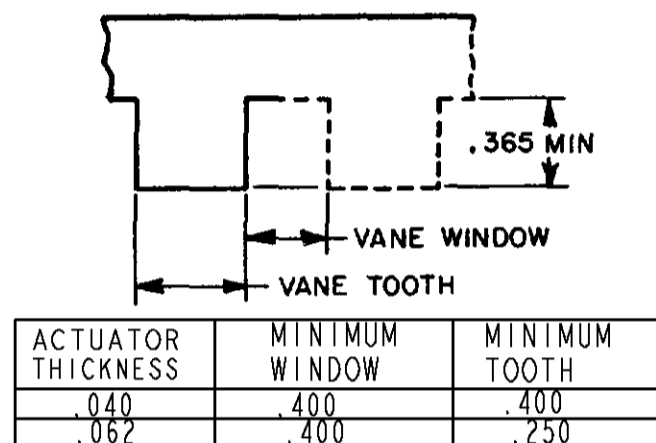 .365 MIN
VANE WINDOW
VANE TOOTH
ACTUATOR THICKNESS
MINIMUM WINDOW
MINIMUM TOOTH
.040 .400 .400
.062 .400 .250